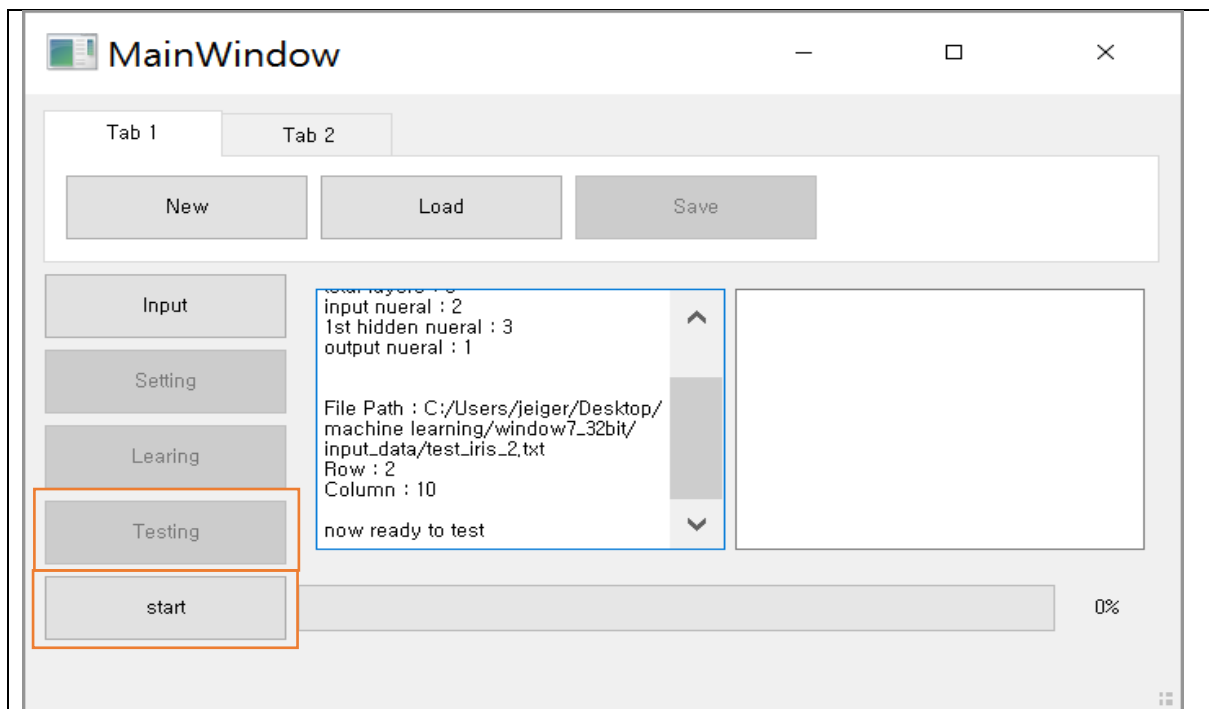 MainWindow
Tab 1
Tab 2
New
Load
Save
Input
Setting
Learing
Testing
start
input nueral : 2
1st hidden nueral : 3
output nueral : 1
File Path : C:/Users/jeiger/Desktop/
machine learning/window7_32bit/
input_data/test_iris_2.txt
Row : 2
Column : 10
now ready to test
0%